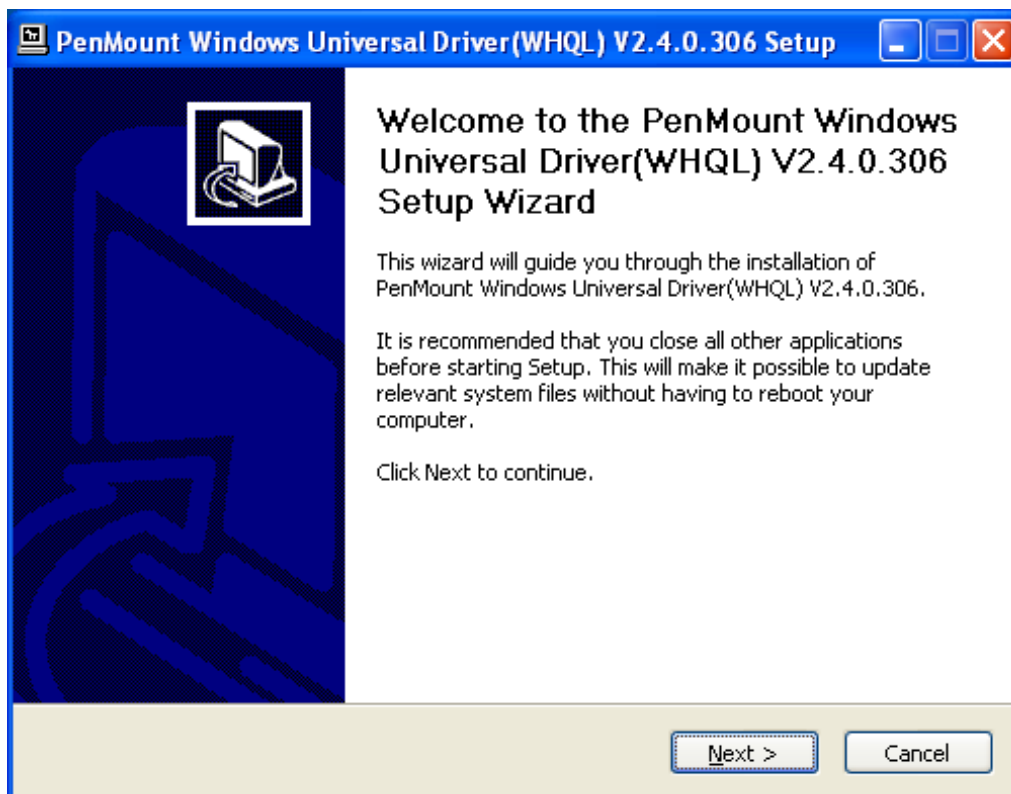 PenMount Windows Universal Driver(WHQL) V2.4.0.306 Setup
Welcome to the PenMount Windows
Universal Driver(WHQL) V2.4.0.306
Setup Wizard
This wizard will guide you through the installation of
PenMount Windows Universal Driver(WHQL) V2.4.0.306.
It is recommended that you close all other applications
before starting Setup. This will make it possible to update
relevant system files without having to reboot your
computer.
Click Next to continue.
Next >
Cancel